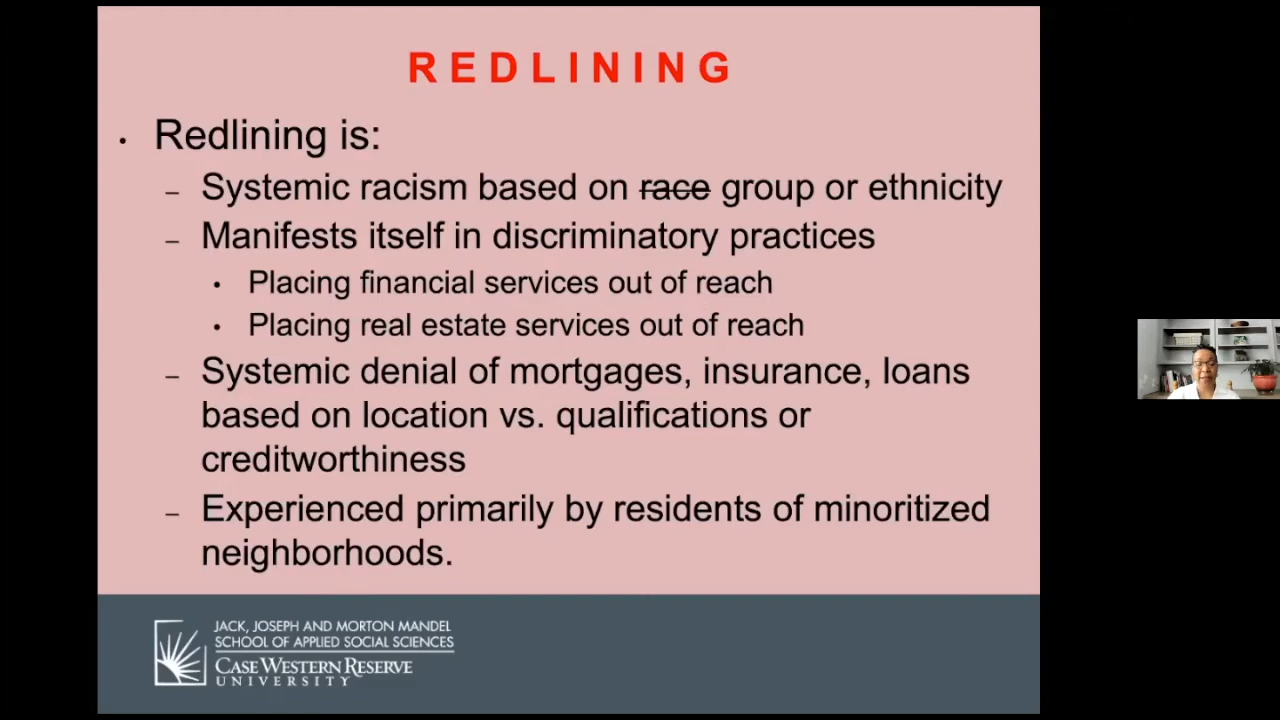 REDLINING
• Redlining is:
– Systemic racism based on race group or ethnicity
– Manifests itself in discriminatory practices
• Placing financial services out of reach
• Placing real estate services out of reach
– Systemic denial of mortgages, insurance, loans
based on location vs. qualifications or
creditworthiness
– Experienced primarily by residents of minoritized
neighborhoods.
JACK, JOSEPH AND MORTON MANDEL
SCHOOL OF APPLIED SOCIAL SCIENCES
CASE WESTERN RESERVE
UNIVERSITY